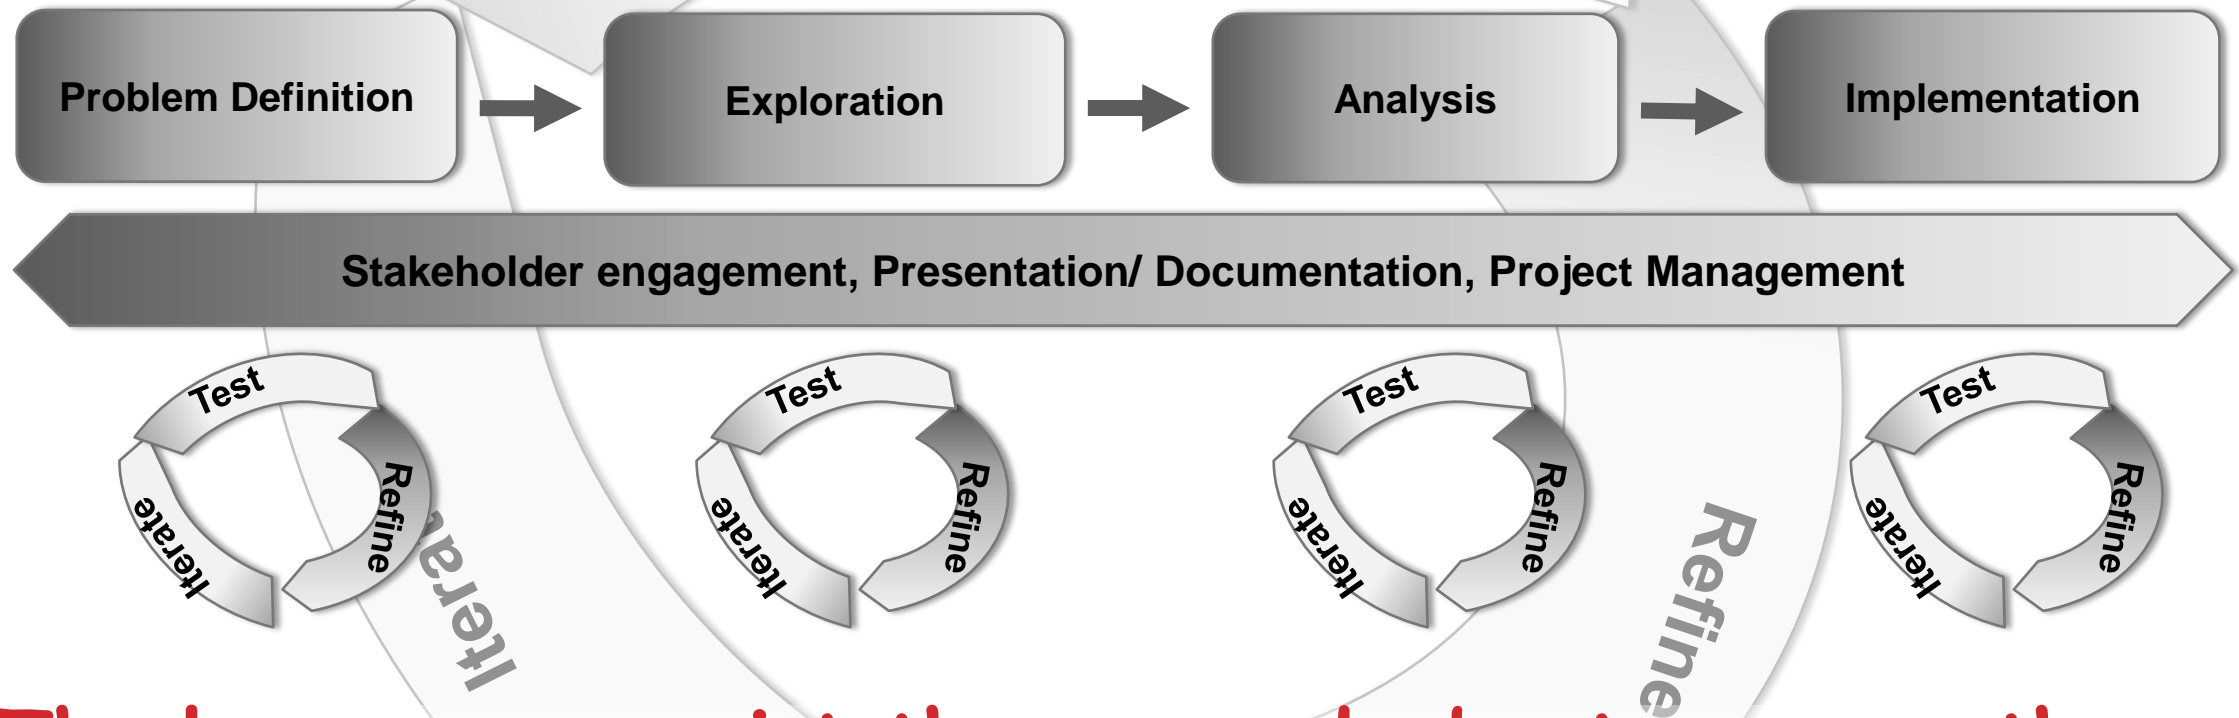 Problem Definition
Exploration
Analysis
Implementation
Stakeholder engagement, Presentation/ Documentation, Project Management
Test
Refine
Iterate
Test
Refine
Iterate
Test
Refine
Iterate
Test
Refine
Iterate
Refine